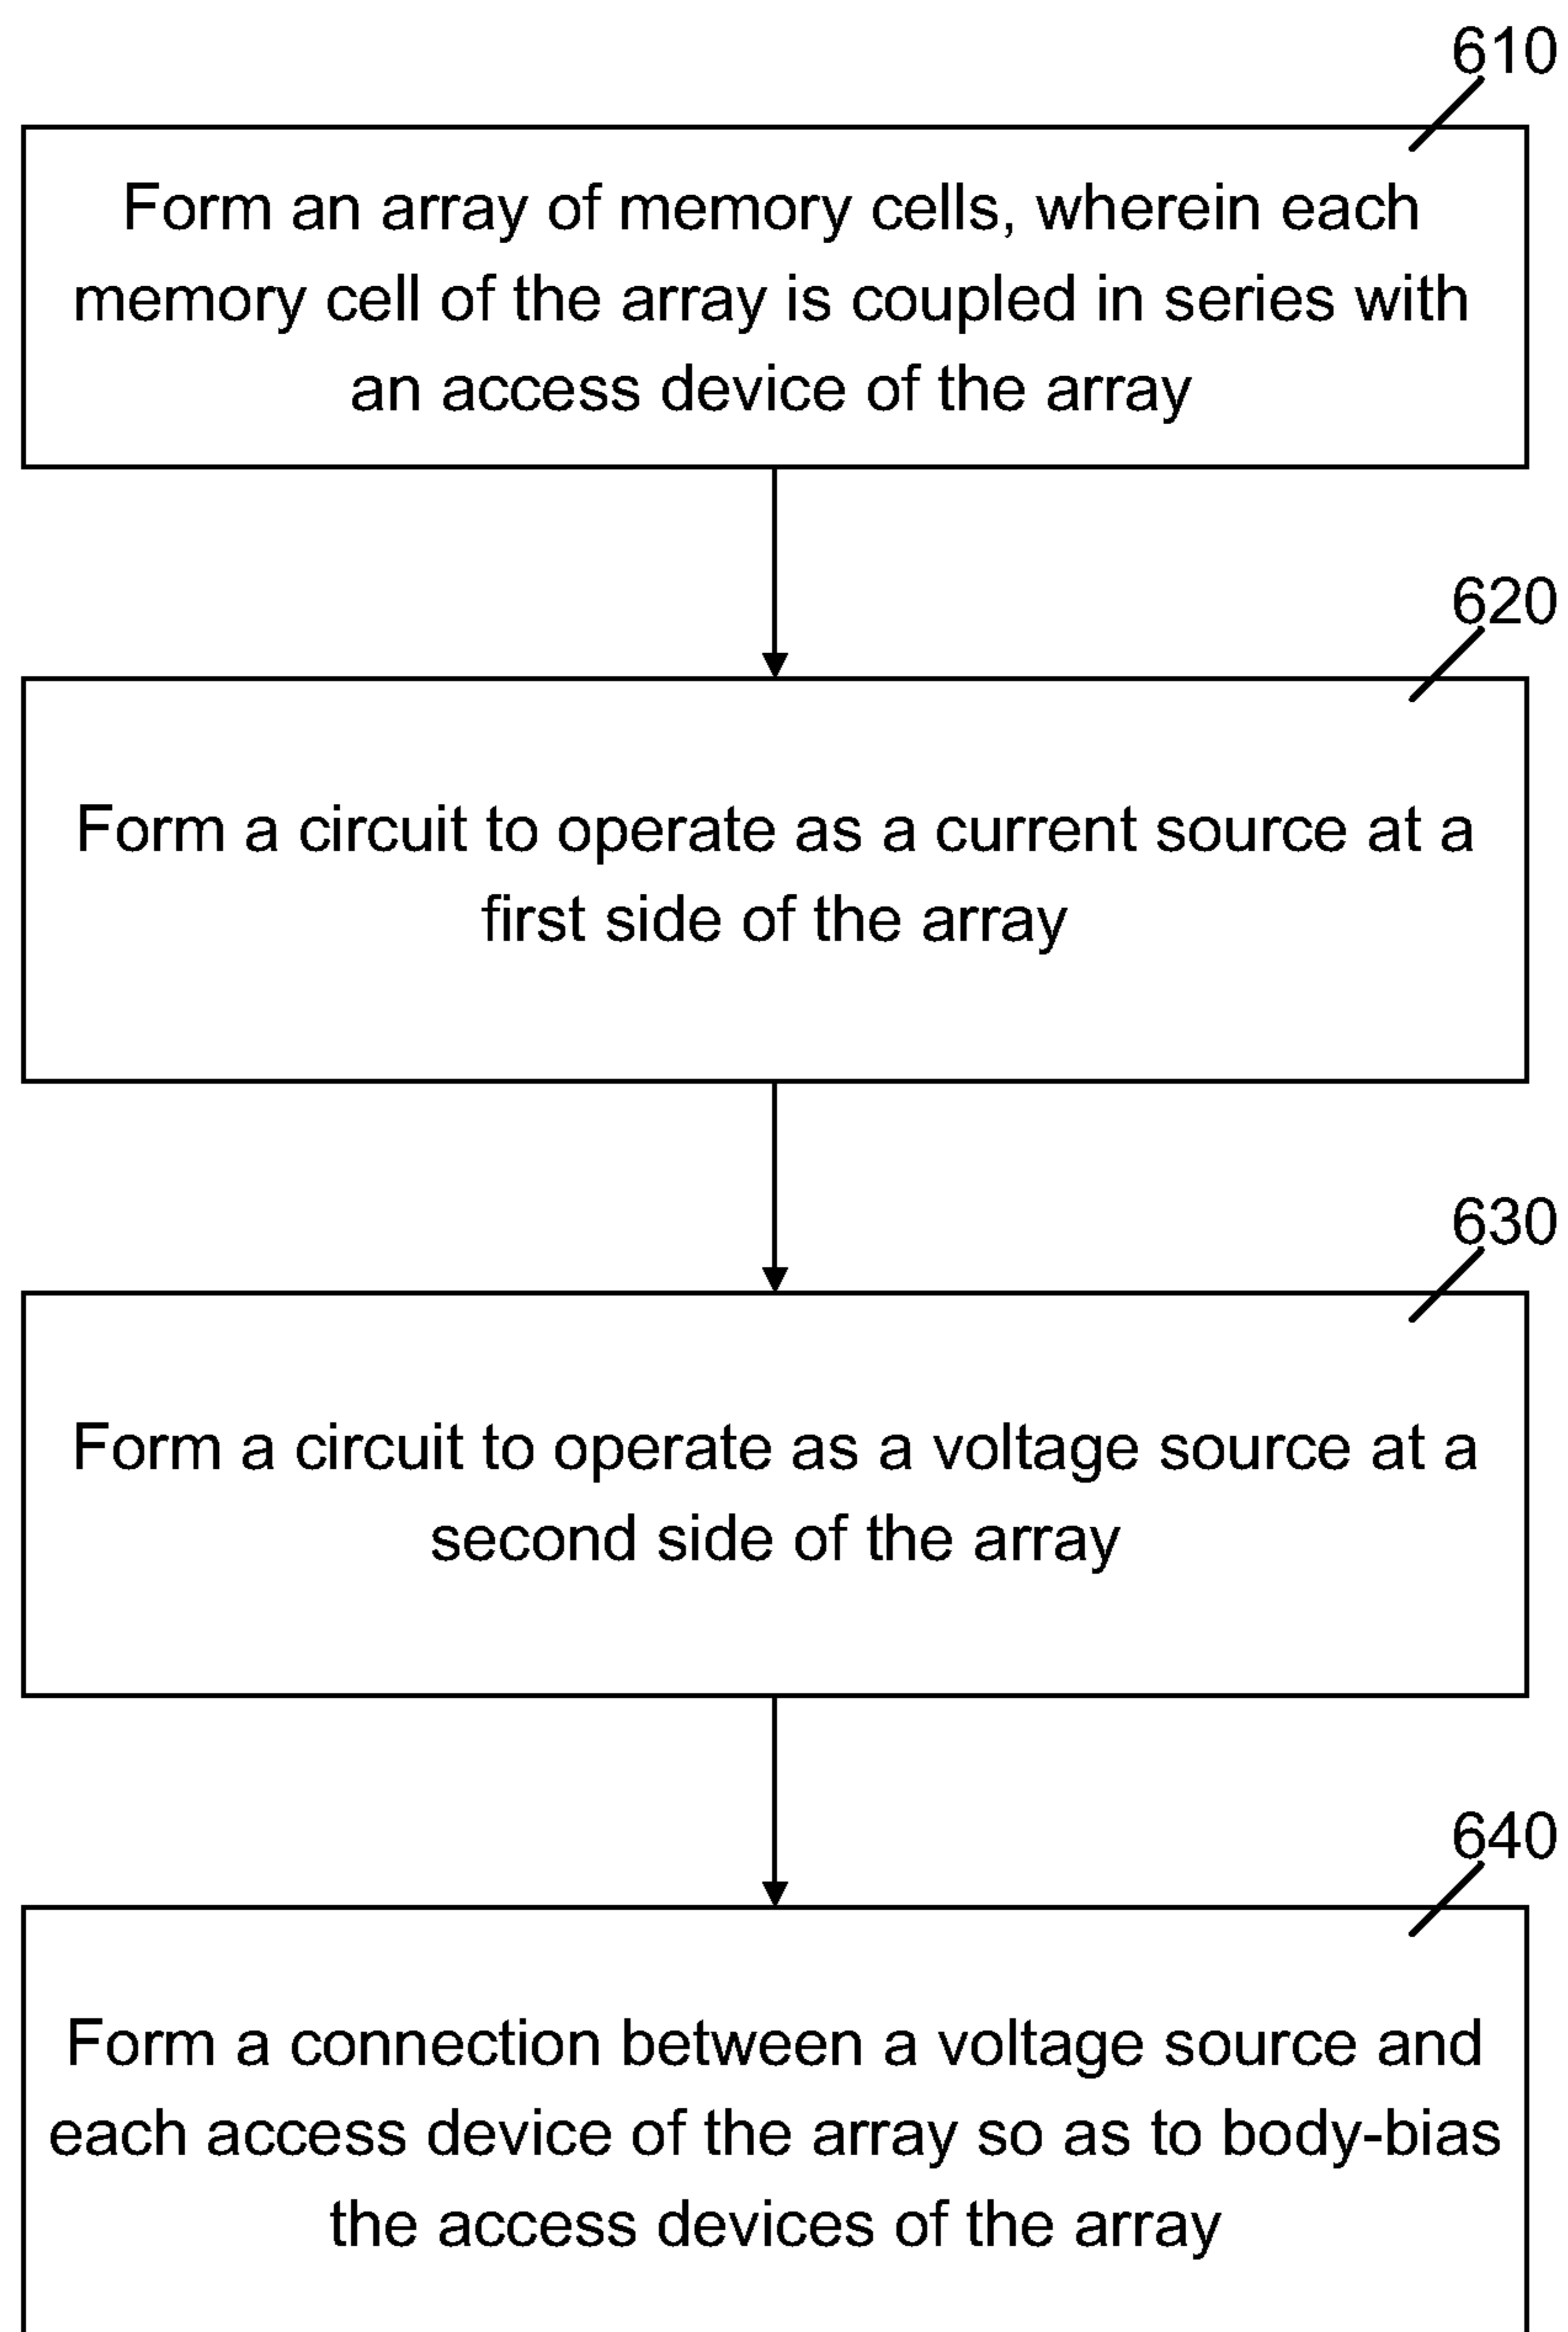 610
Form an array of memory cells, wherein each
memory cell of the array is coupled in series with
an access device of the array
620
Form a circuit to operate as a current source at a
first side of the array
630
Form a circuit to operate as a voltage source at a
second side of the array
640
Form a connection between a voltage source and
each access device of the array so as to body-bias
the access devices of the array